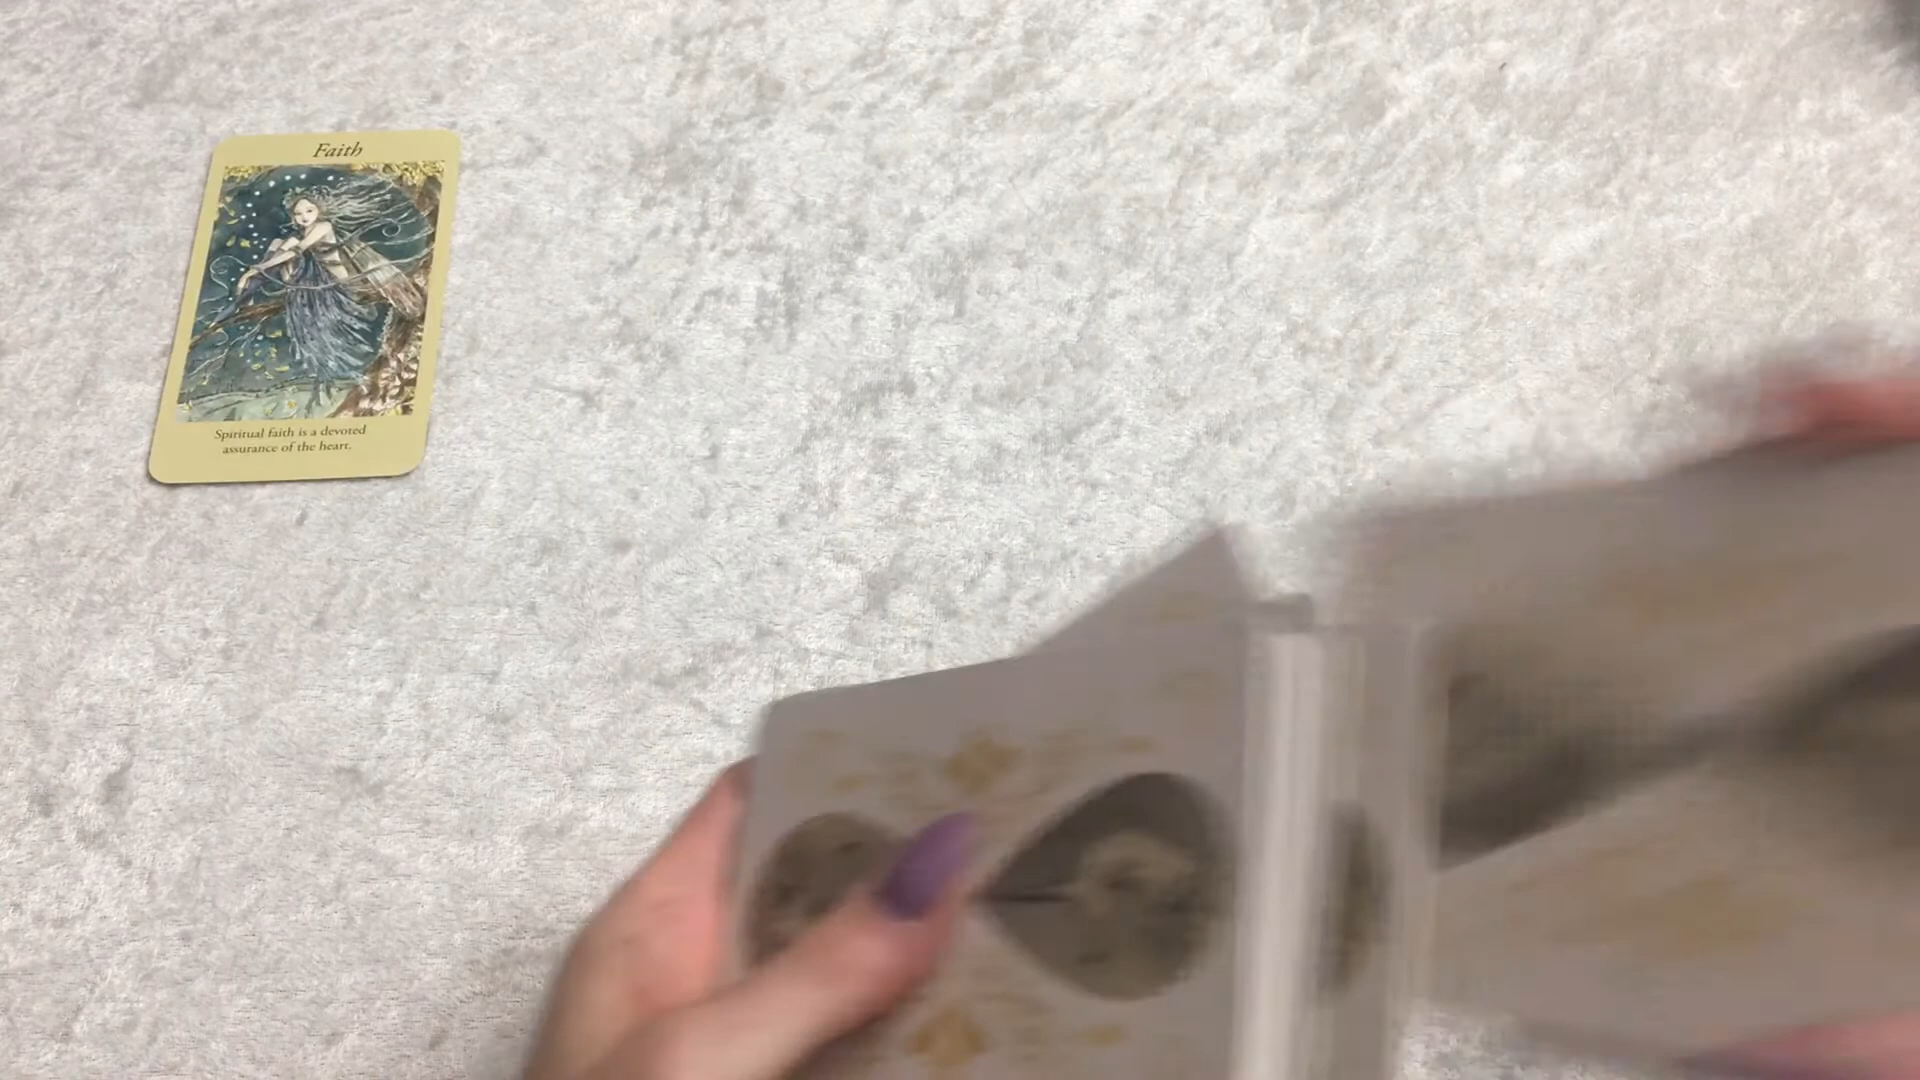 Faith
Spiritual faith is a devoted
assurance of the heart.